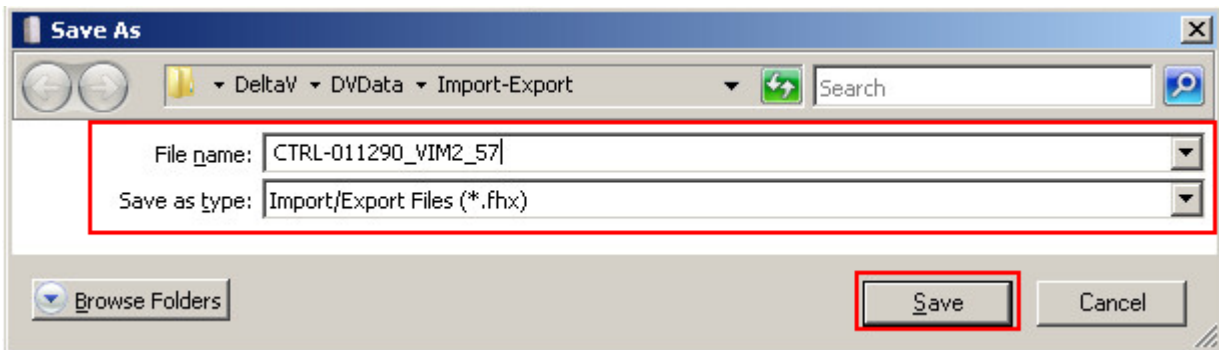 Save As
DeltaV DVData Import-Export Search
File name: CTRL-011290_VIM2_57
Save as type: Import/Export Files (*.fhx)
Browse Folders Save Cancel